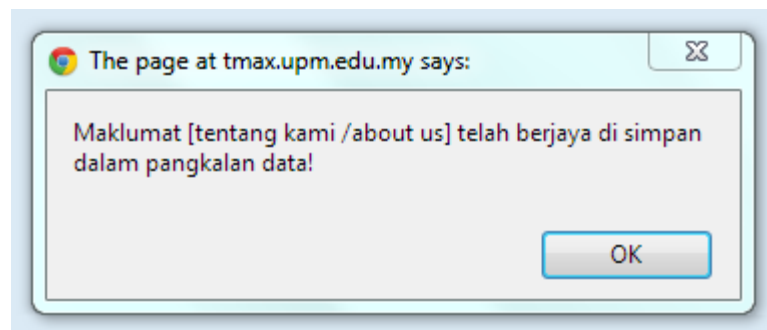 The page at tmax.upm.edu.my says:
Maklumat [tentang kami /about us] telah berjaya di simpan
dalam pangkalan data!
OK